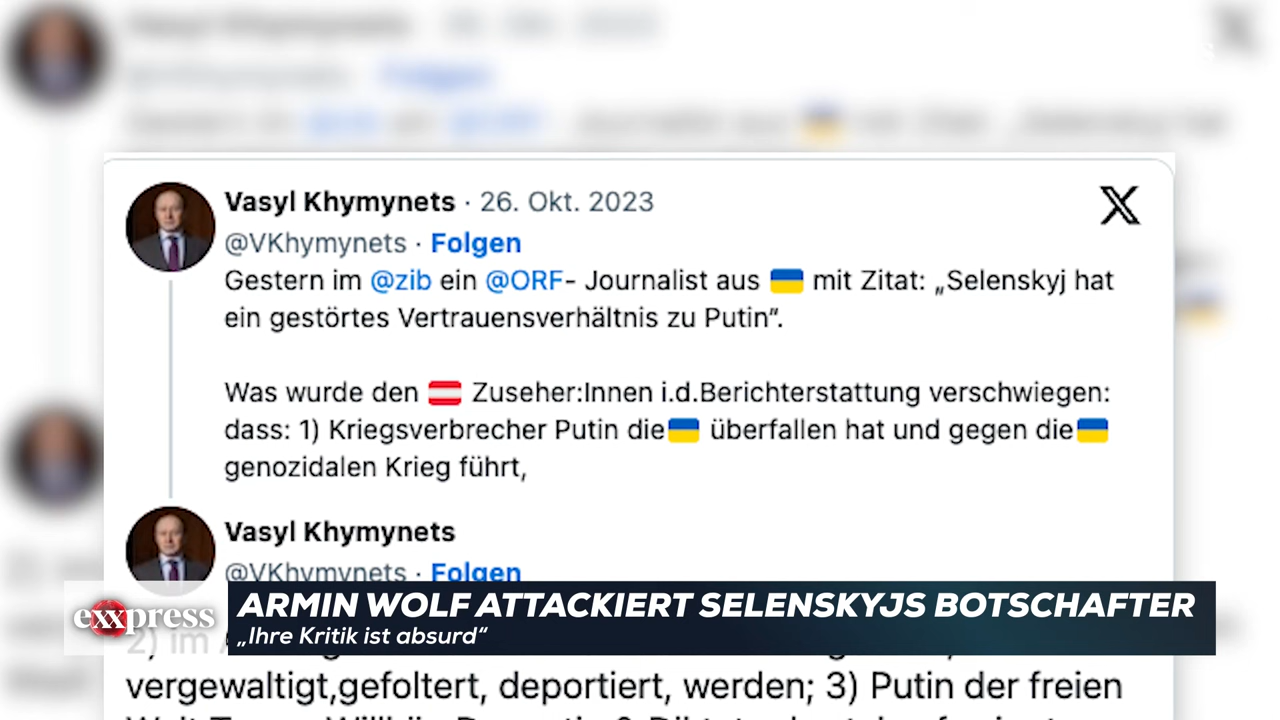 Vasyl Khymynets · 26. Okt. 2023
@VKhymynets · Folgen
Gestern im @zib ein @ORF- Journalist aus 🇺🇦 mit Zitat: „Selenskyj hat
ein gestörtes Vertrauensverhältnis zu Putin“.
Was wurde den 🇦🇹 Zuseher:Innen i.d.Berichterstattung verschwiegen:
dass: 1) Kriegsverbrecher Putin die🇺🇦 überfallen hat und gegen die🇺🇦
genozidalen Krieg führt,
Vasyl Khymynets
@VKhymynets · Folgen
exxpress
ARMIN WOLF ATTACKIERT SELENSKYJS BOTSCHAFTER
„Ihre Kritik ist absurd“
2) im
vergewaltigt,gefoltert, deportiert, werden; 3) Putin der freien